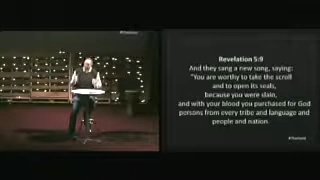 Revelation 5:9
And they sang a new song, saying:
"You are worthy to take the scroll
and to open its seals,
because you were slain,
and with your blood you purchased for God
persons from every tribe and language and
people and nation.